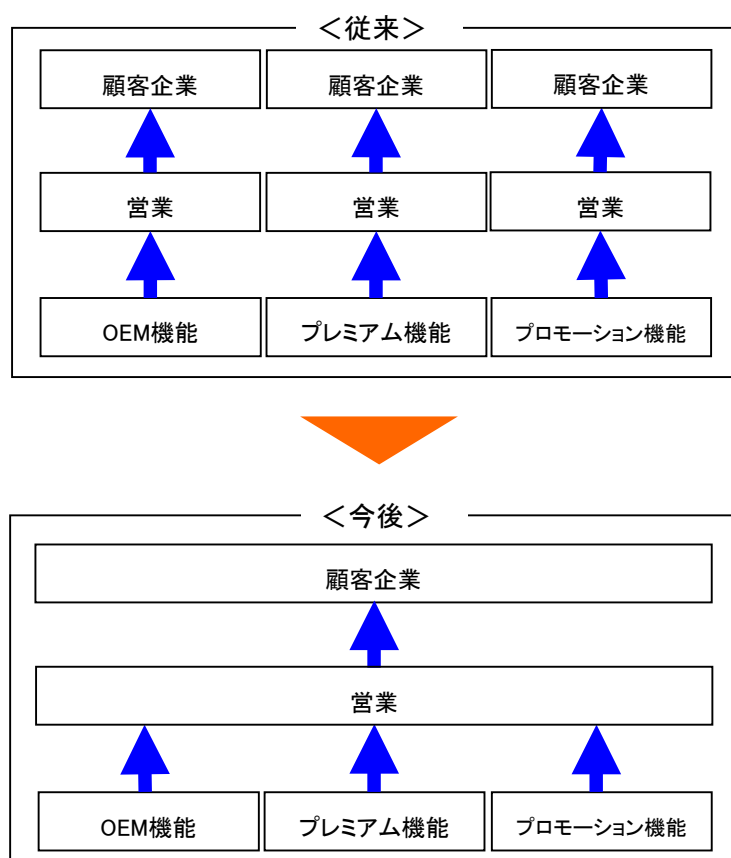 ＜従来＞
顧客企業 顧客企業 顧客企業
営業 営業 営業
OEM機能 プレミアム機能 プロモーション機能
＜今後＞
顧客企業
営業
OEM機能 プレミアム機能 プロモーション機能